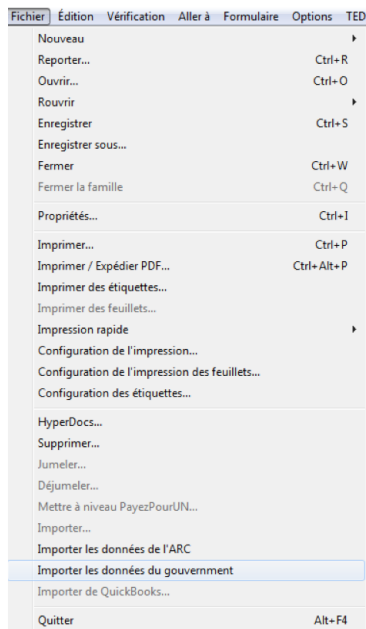 Fichier Édition Vérification Aller à Formulaire Options TED
Nouveau
Reporter... Ctrl+R
Ouvrir... Ctrl+O
Rouvrir
Enregistrer Ctrl+S
Enregistrer sous...
Fermer Ctrl+W
Fermer la famille Ctrl+Q
Propriétés... Ctrl+I
Imprimer... Ctrl+P
Imprimer / Expédier PDF... Ctrl+Alt+P
Imprimer des étiquettes...
Imprimer des feuillets...
Impression rapide
Configuration de l'impression...
Configuration de l'impression des feuillets...
Configuration des étiquettes...
HyperDocs...
Supprimer...
Jumeler...
Déjumeler...
Mettre à niveau PayezPourUN...
Importer...
Importer les données de l'ARC
Importer les données du gouvernment
Importer de QuickBooks...
Quitter Alt+F4